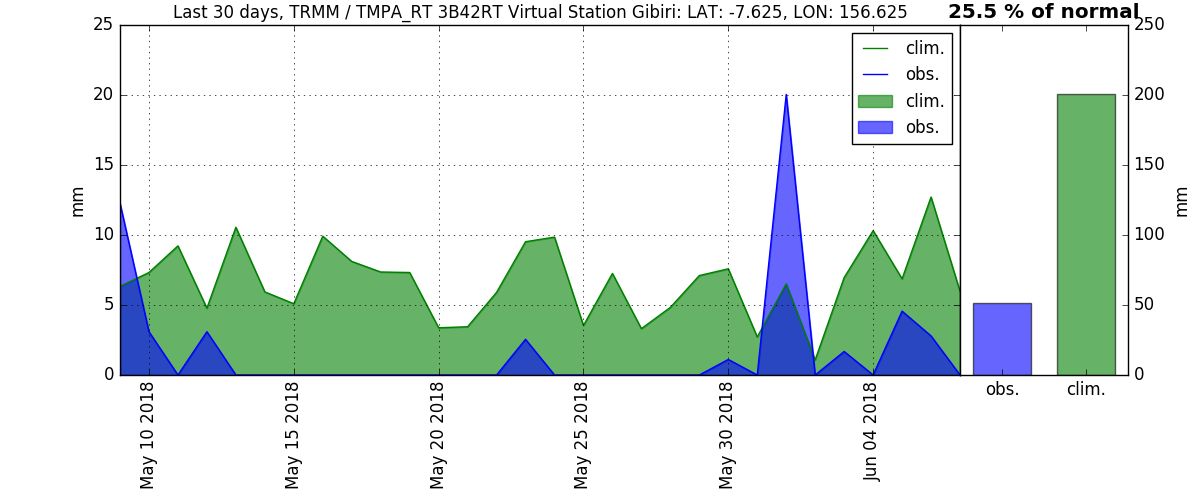 Last 30 days, TRMM / TMPA_RT 3B42RT Virtual Station Gibiri: LAT: -7.625, LON: 156.625
25.5 % of normal
25
20
15
10
5
0
mm
clim.
obs.
clim.
obs.
250
200
150
100
50
0
mm
May 10 2018
May 15 2018
May 20 2018
May 25 2018
May 30 2018
Jun 04 2018
obs.
clim.